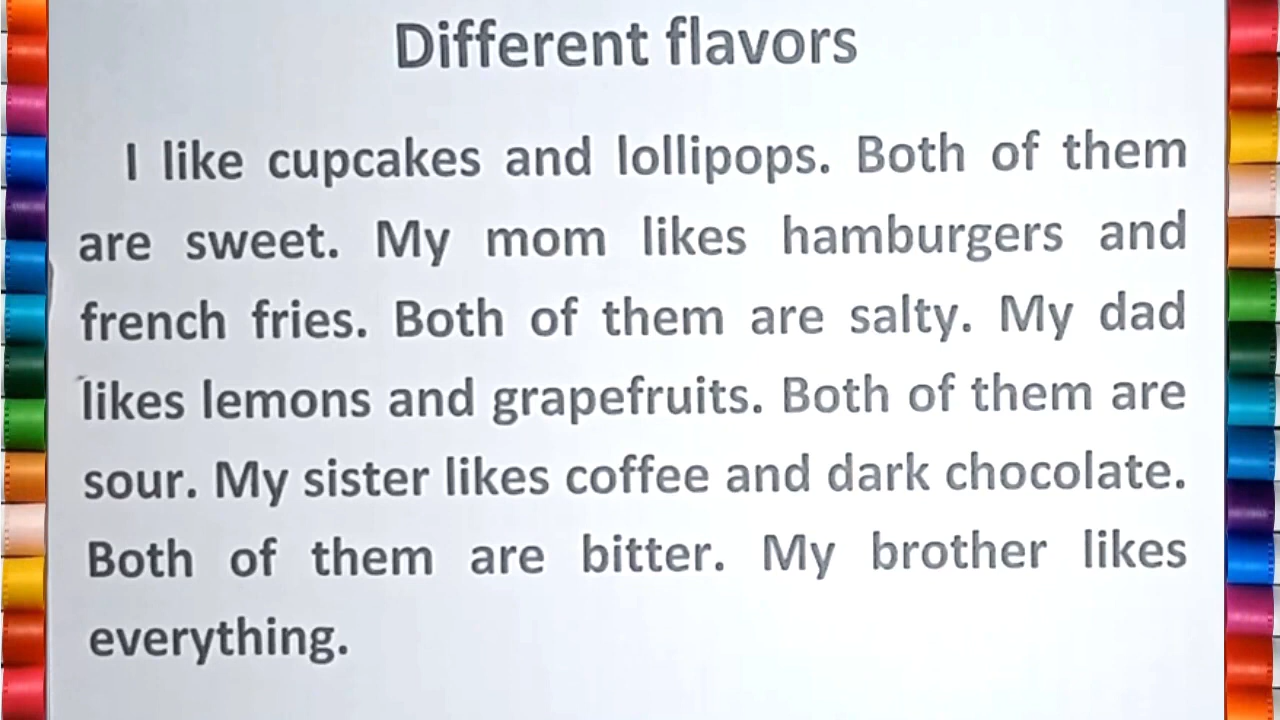 Different flavors
I like cupcakes and lollipops. Both of them
are sweet. My mom likes hamburgers and
french fries. Both of them are salty. My dad
likes lemons and grapefruits. Both of them are
sour. My sister likes coffee and dark chocolate.
Both of them are bitter. My brother likes
everything.